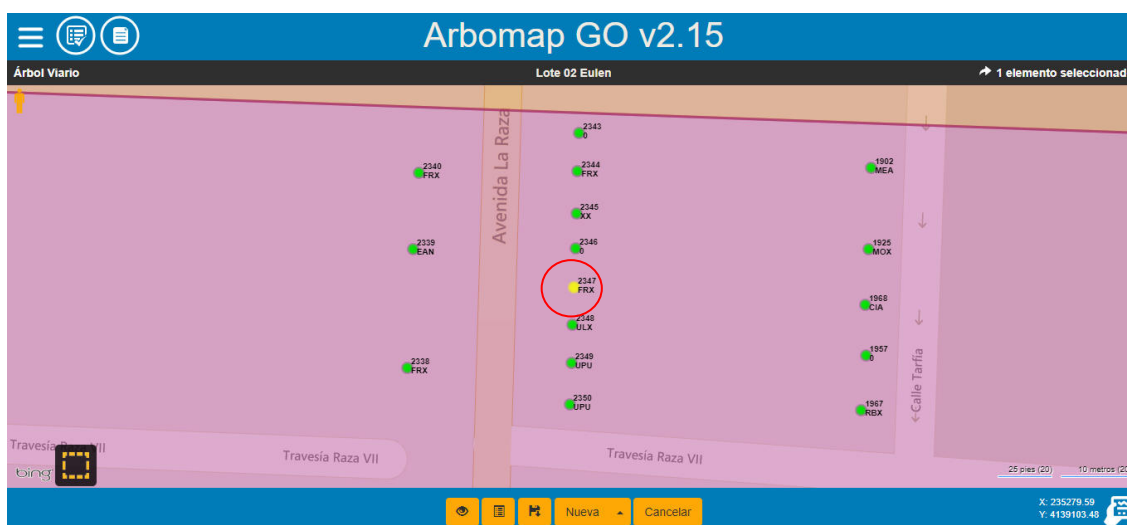 Arbomap GO v2.15
Árbol Viario
Lote 02 Eulen
1 elemento seleccionad
Avenida La Raza
2343
0
2340
FRX
2344
FRX
1902
MEA
2345
XX
2339
EAN
2346
0
1925
MOX
2347
FRX
1968
CIA
2348
ULX
1957
0
2338
FRX
2349
UPU
Calle Tarfia
2350
UPU
1967
RBX
Travesía Raza VII
Travesía Raza VII
Travesía Raza VII
bing
25 pies (20)
10 metros (20
Nueva
Cancelar
X: 235279.59
Y: 4139103.48